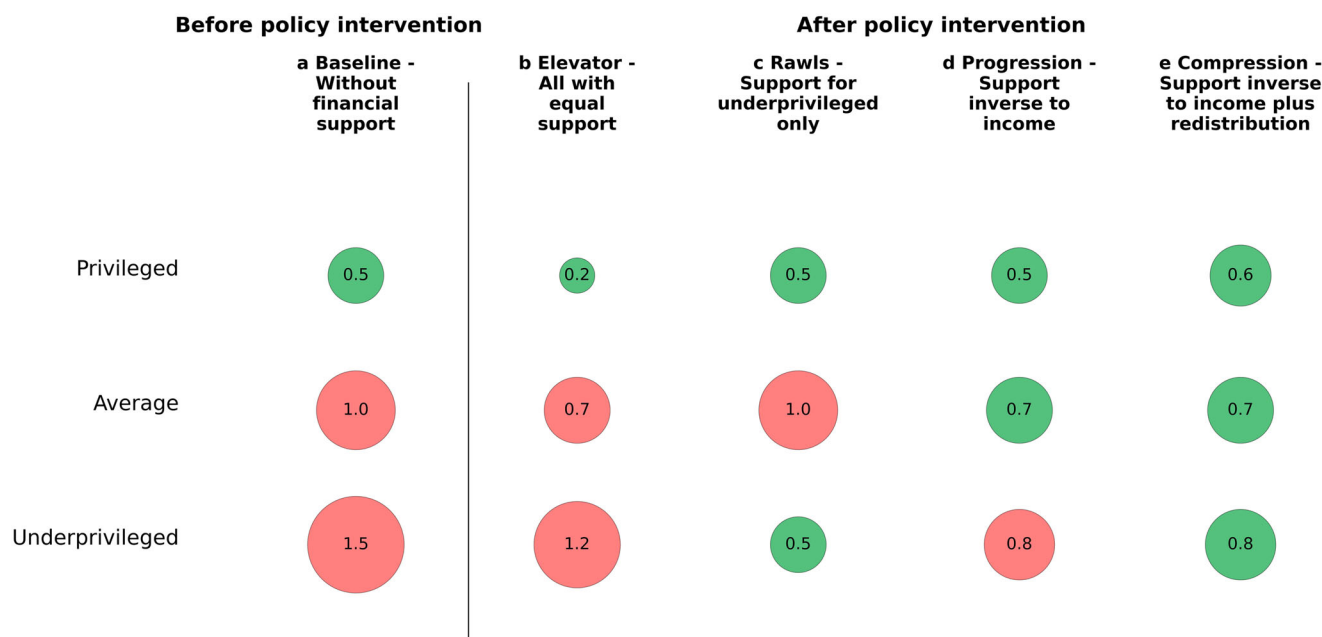 Before policy intervention
After policy intervention
a Baseline -
Without
financial
support
b Elevator -
All with
equal
support
c Rawls -
Support for
underprivileged
only
d Progression -
Support
inverse to
income
e Compression -
Support inverse
to income plus
redistribution
Privileged
0.5
0.2
0.5
0.5
0.6
Average
1.0
0.7
1.0
0.7
0.7
Underprivileged
1.5
1.2
0.5
0.8
0.8